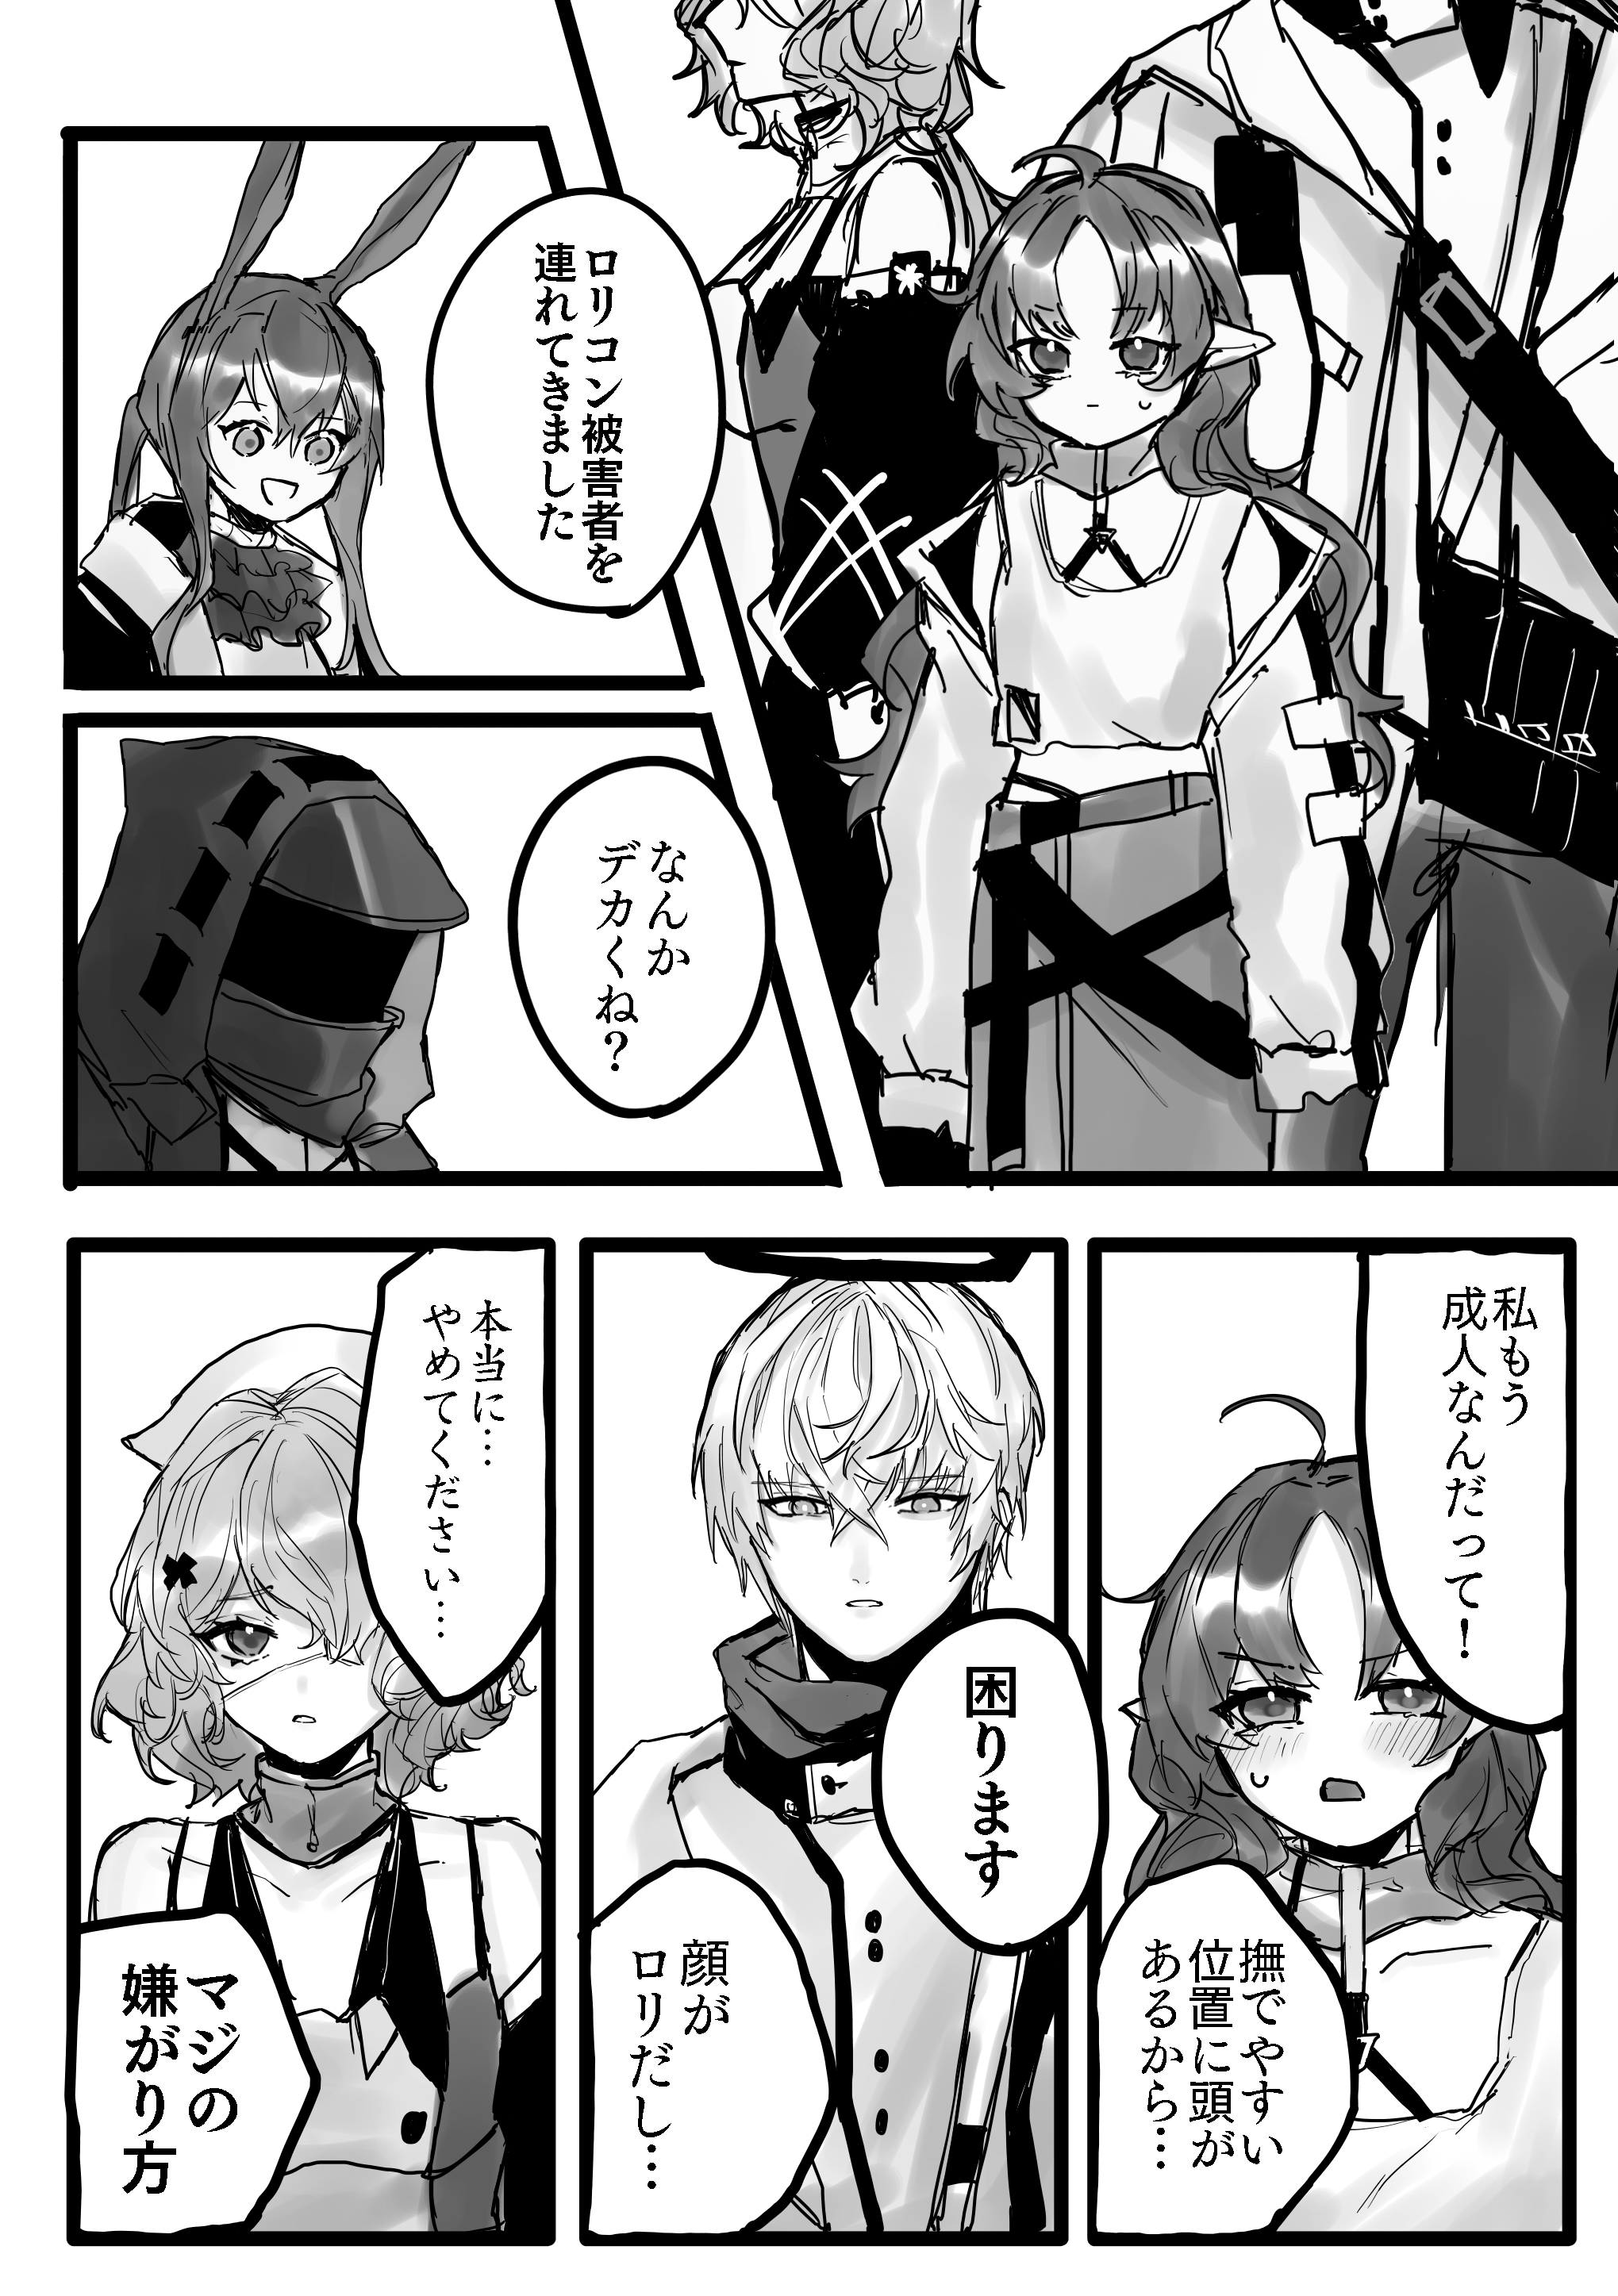 ロリコン被害者を
連れてきました
なんか
デカくね?
私もう
成人なんだって!
撫でやすい
位置に頭が
あるから…
困ります
顔が
ロリだし…
本当に…
やめてください…
マジの
嫌がり方